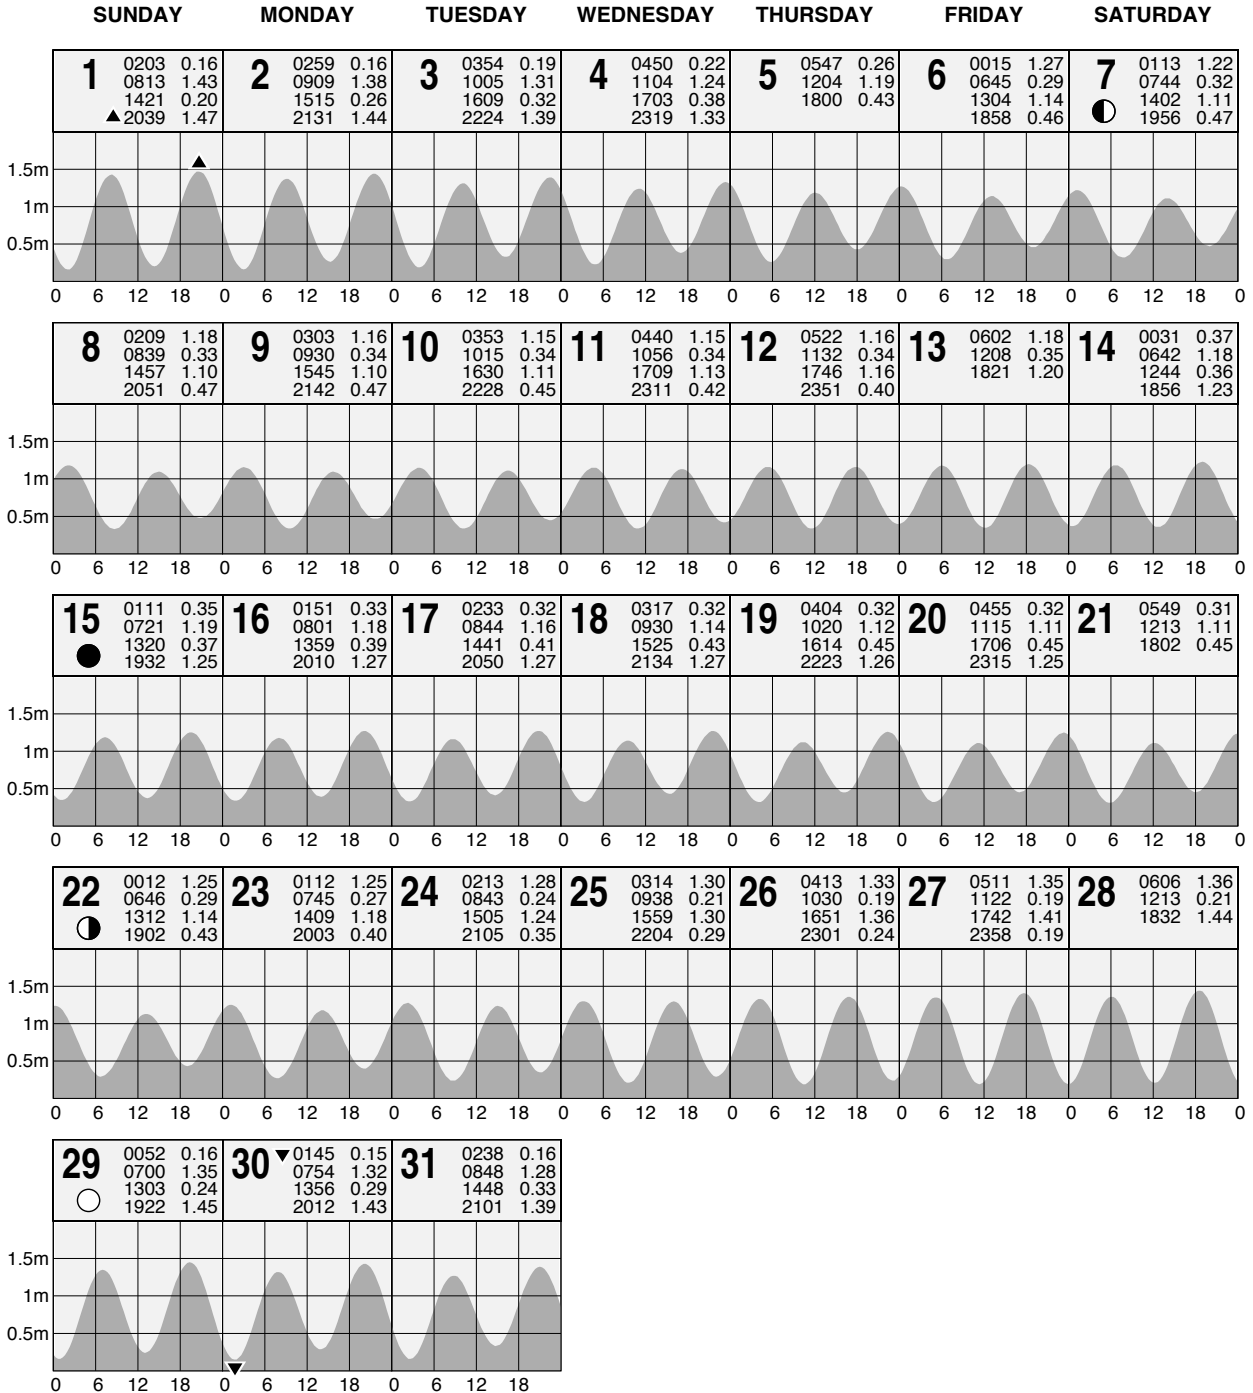 SUNDAY MONDAY TUESDAY WEDNESDAY THURSDAY FRIDAY SATURDAY
1 0203 0.16
0813 1.43
1421 0.20
2039 1.47
2 0259 0.16
0909 1.38
1515 0.26
2131 1.44
3 0354 0.19
1005 1.31
1609 0.32
2224 1.39
4 0450 0.22
1104 1.24
1703 0.38
2319 1.33
5 0547 0.26
1204 1.19
1800 0.43
6 0015 1.27
0645 0.29
1304 1.14
1858 0.46
7 0113 1.22
0744 0.32
1402 1.11
1956 0.47
1.5m
1m
0.5m
0 6 12 18 0 6 12 18 0 6 12 18 0 6 12 18 0 6 12 18 0 6 12 18 0 6 12 18 0
8 0209 1.18
0839 0.33
1457 1.10
2051 0.47
9 0303 1.16
0930 0.34
1545 1.10
2142 0.47
10 0353 1.15
1015 0.34
1630 1.11
2228 0.45
11 0440 1.15
1056 0.34
1709 1.13
2311 0.42
12 0522 1.16
1132 0.34
1746 1.16
2351 0.40
13 0602 1.18
1208 0.35
1821 1.20
14 0031 0.37
0642 1.18
1244 0.36
1856 1.23
1.5m
1m
0.5m
0 6 12 18 0 6 12 18 0 6 12 18 0 6 12 18 0 6 12 18 0 6 12 18 0 6 12 18 0
15 0111 0.35
0721 1.19
1320 0.37
1932 1.25
16 0151 0.33
0801 1.18
1359 0.39
2010 1.27
17 0233 0.32
0844 1.16
1441 0.41
2050 1.27
18 0317 0.32
0930 1.14
1525 0.43
2134 1.27
19 0404 0.32
1020 1.12
1614 0.45
2223 1.26
20 0455 0.32
1115 1.11
1706 0.45
2315 1.25
21 0549 0.31
1213 1.11
1802 0.45
1.5m
1m
0.5m
0 6 12 18 0 6 12 18 0 6 12 18 0 6 12 18 0 6 12 18 0 6 12 18 0 6 12 18 0
22 0012 1.25
0646 0.29
1312 1.14
1902 0.43
23 0112 1.25
0745 0.27
1409 1.18
2003 0.40
24 0213 1.28
0843 0.24
1505 1.24
2105 0.35
25 0314 1.30
0938 0.21
1559 1.30
2204 0.29
26 0413 1.33
1030 0.19
1651 1.36
2301 0.24
27 0511 1.35
1122 0.19
1742 1.41
2358 0.19
28 0606 1.36
1213 0.21
1832 1.44
1.5m
1m
0.5m
0 6 12 18 0 6 12 18 0 6 12 18 0 6 12 18 0 6 12 18 0 6 12 18 0 6 12 18 0
29 0052 0.16
0700 1.35
1303 0.24
1922 1.45
30 0145 0.15
0754 1.32
1356 0.29
2012 1.43
31 0238 0.16
0848 1.28
1448 0.33
2101 1.39
1.5m
1m
0.5m
0 6 12 18 0 6 12 18 0 6 12 18